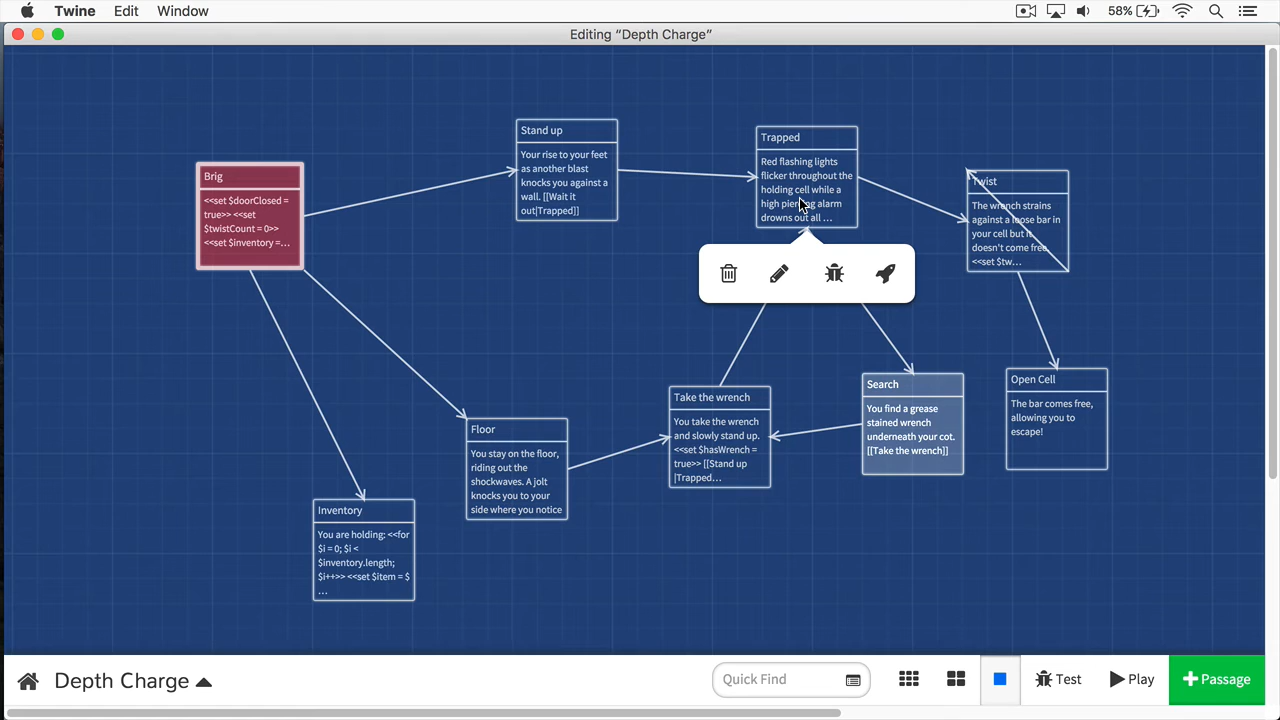 Twine Edit Window 58%
Editing “Depth Charge”
Stand up
Your rise to your feet
as another blast
knocks you against a
wall. [[Wait it
out|Trapped]]
Trapped
Red flashing lights
flicker throughout the
holding cell while a
high piercing alarm
drowns out all ...
Brig
<<set $doorClosed =
true>> <<set
$twistCount = 0>>
<<set $inventory =...
Twist
The wrench strains
against a loose bar in
your cell but it
doesn't come free.
<<set $tw...
Take the wrench
You take the wrench
and slowly stand up.
<<set $hasWrench =
true>> [[Stand up
|Trapped...
Search
You find a grease
stained wrench
underneath your cot.
[[Take the wrench]]
Open Cell
The bar comes free,
allowing you to
escape!
Floor
You stay on the floor,
riding out the
shockwaves. A jolt
knocks you to your
side where you notice
Inventory
You are holding: <<for
$i = 0; $i <
$inventory.length;
$i++>> <<set $item = $
...
Depth Charge Quick Find Test Play +Passage